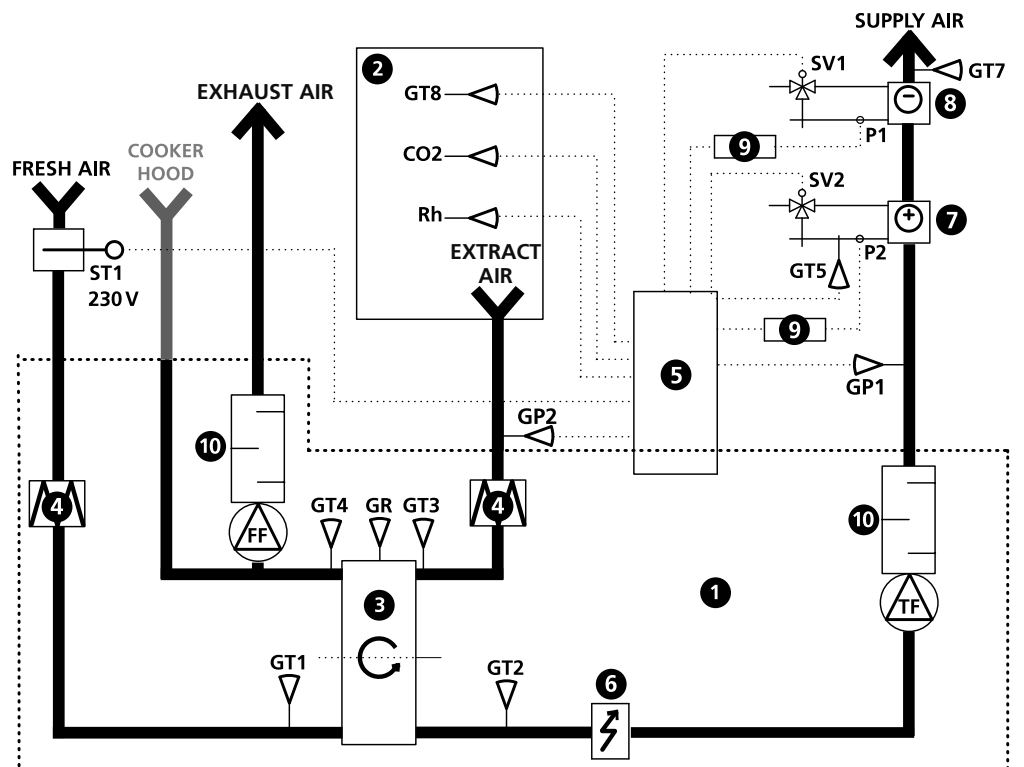 SUPPLY AIR
SV1
GT7
2
GT8
8
EXHAUST AIR
P1
COOKER
HOOD
9
CO2
FRESH AIR
SV2
Rh
7
EXTRACT
AIR
P2
ST1
230 V
GT5
9
5
GP1
GP2
10
4
4
GT4
GR
GT3
10
FF
1
3
TF
GT1
GT2
6